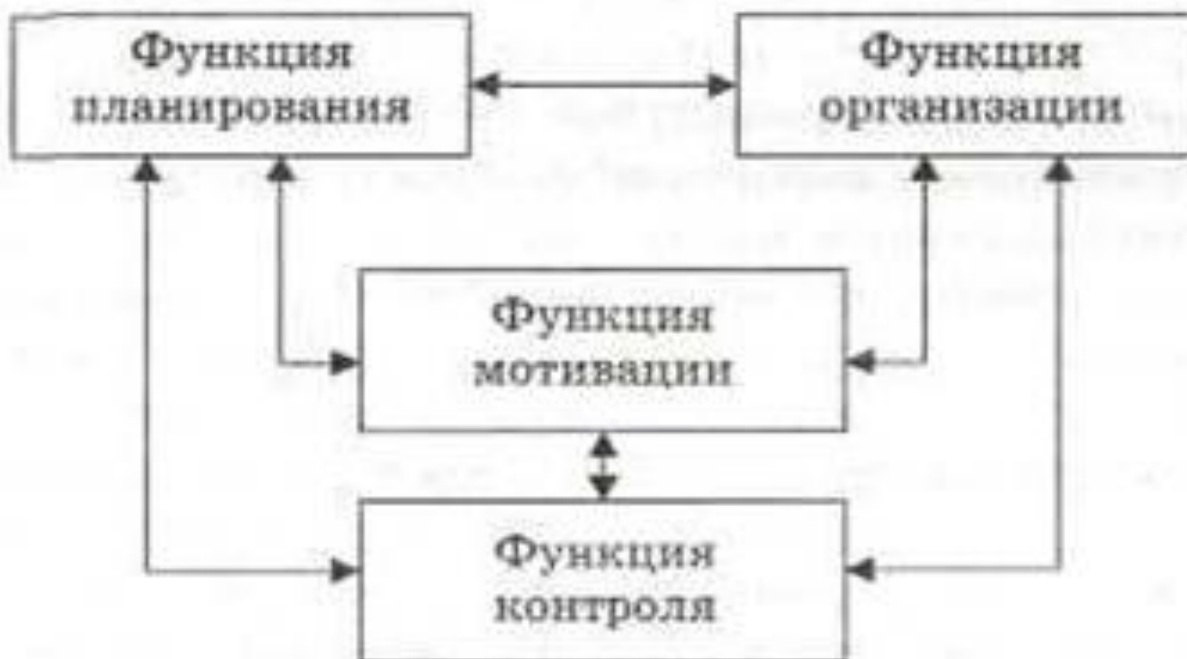 Функция
планирования
Функция
организации
Функция
мотивации
Функция
контроля